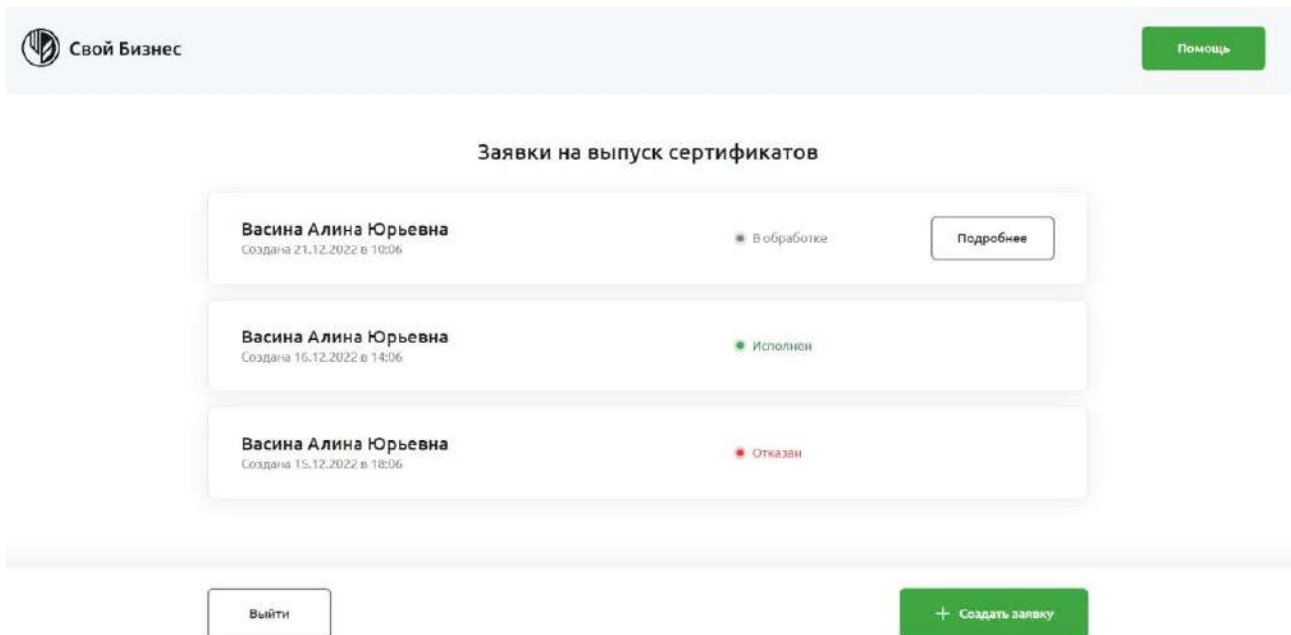 Свой Бизнес
Помощь
Заявки на выпуск сертификатов
Васина Алина Юрьевна
Создана 21.12.2022 в 10:06
В обработке
Подробнее
Васина Алина Юрьевна
Создана 16.12.2022 в 14:06
Исполнен
Васина Алина Юрьевна
Создана 15.12.2022 в 18:06
Отказан
Выйти
+ Создать заявку